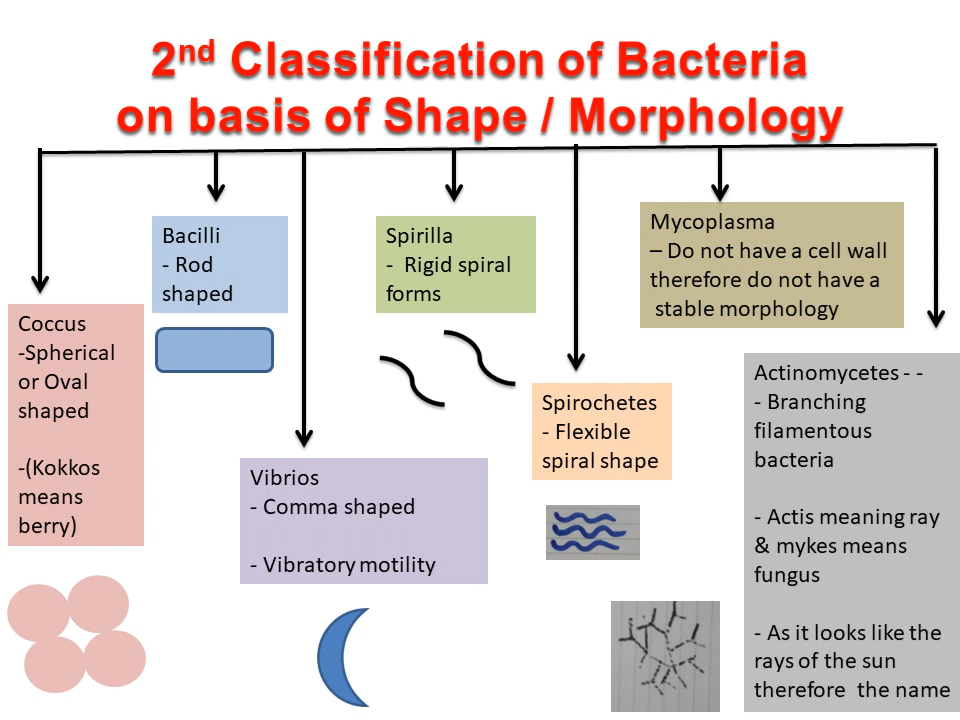 2nd Classification of Bacteria
on basis of Shape / Morphology
Coccus
-Spherical
or Oval
shaped
-(Kokkos
means
berry)
Bacilli
- Rod
shaped
Vibrios
- Comma shaped
- Vibratory motility
Spirilla
- Rigid spiral
forms
Spirochetes
- Flexible
spiral shape
Mycoplasma
– Do not have a cell wall
therefore do not have a
stable morphology
Actinomycetes - -
- Branching
filamentous
bacteria
- Actis meaning ray
& mykes means
fungus
- As it looks like the
rays of the sun
therefore the name